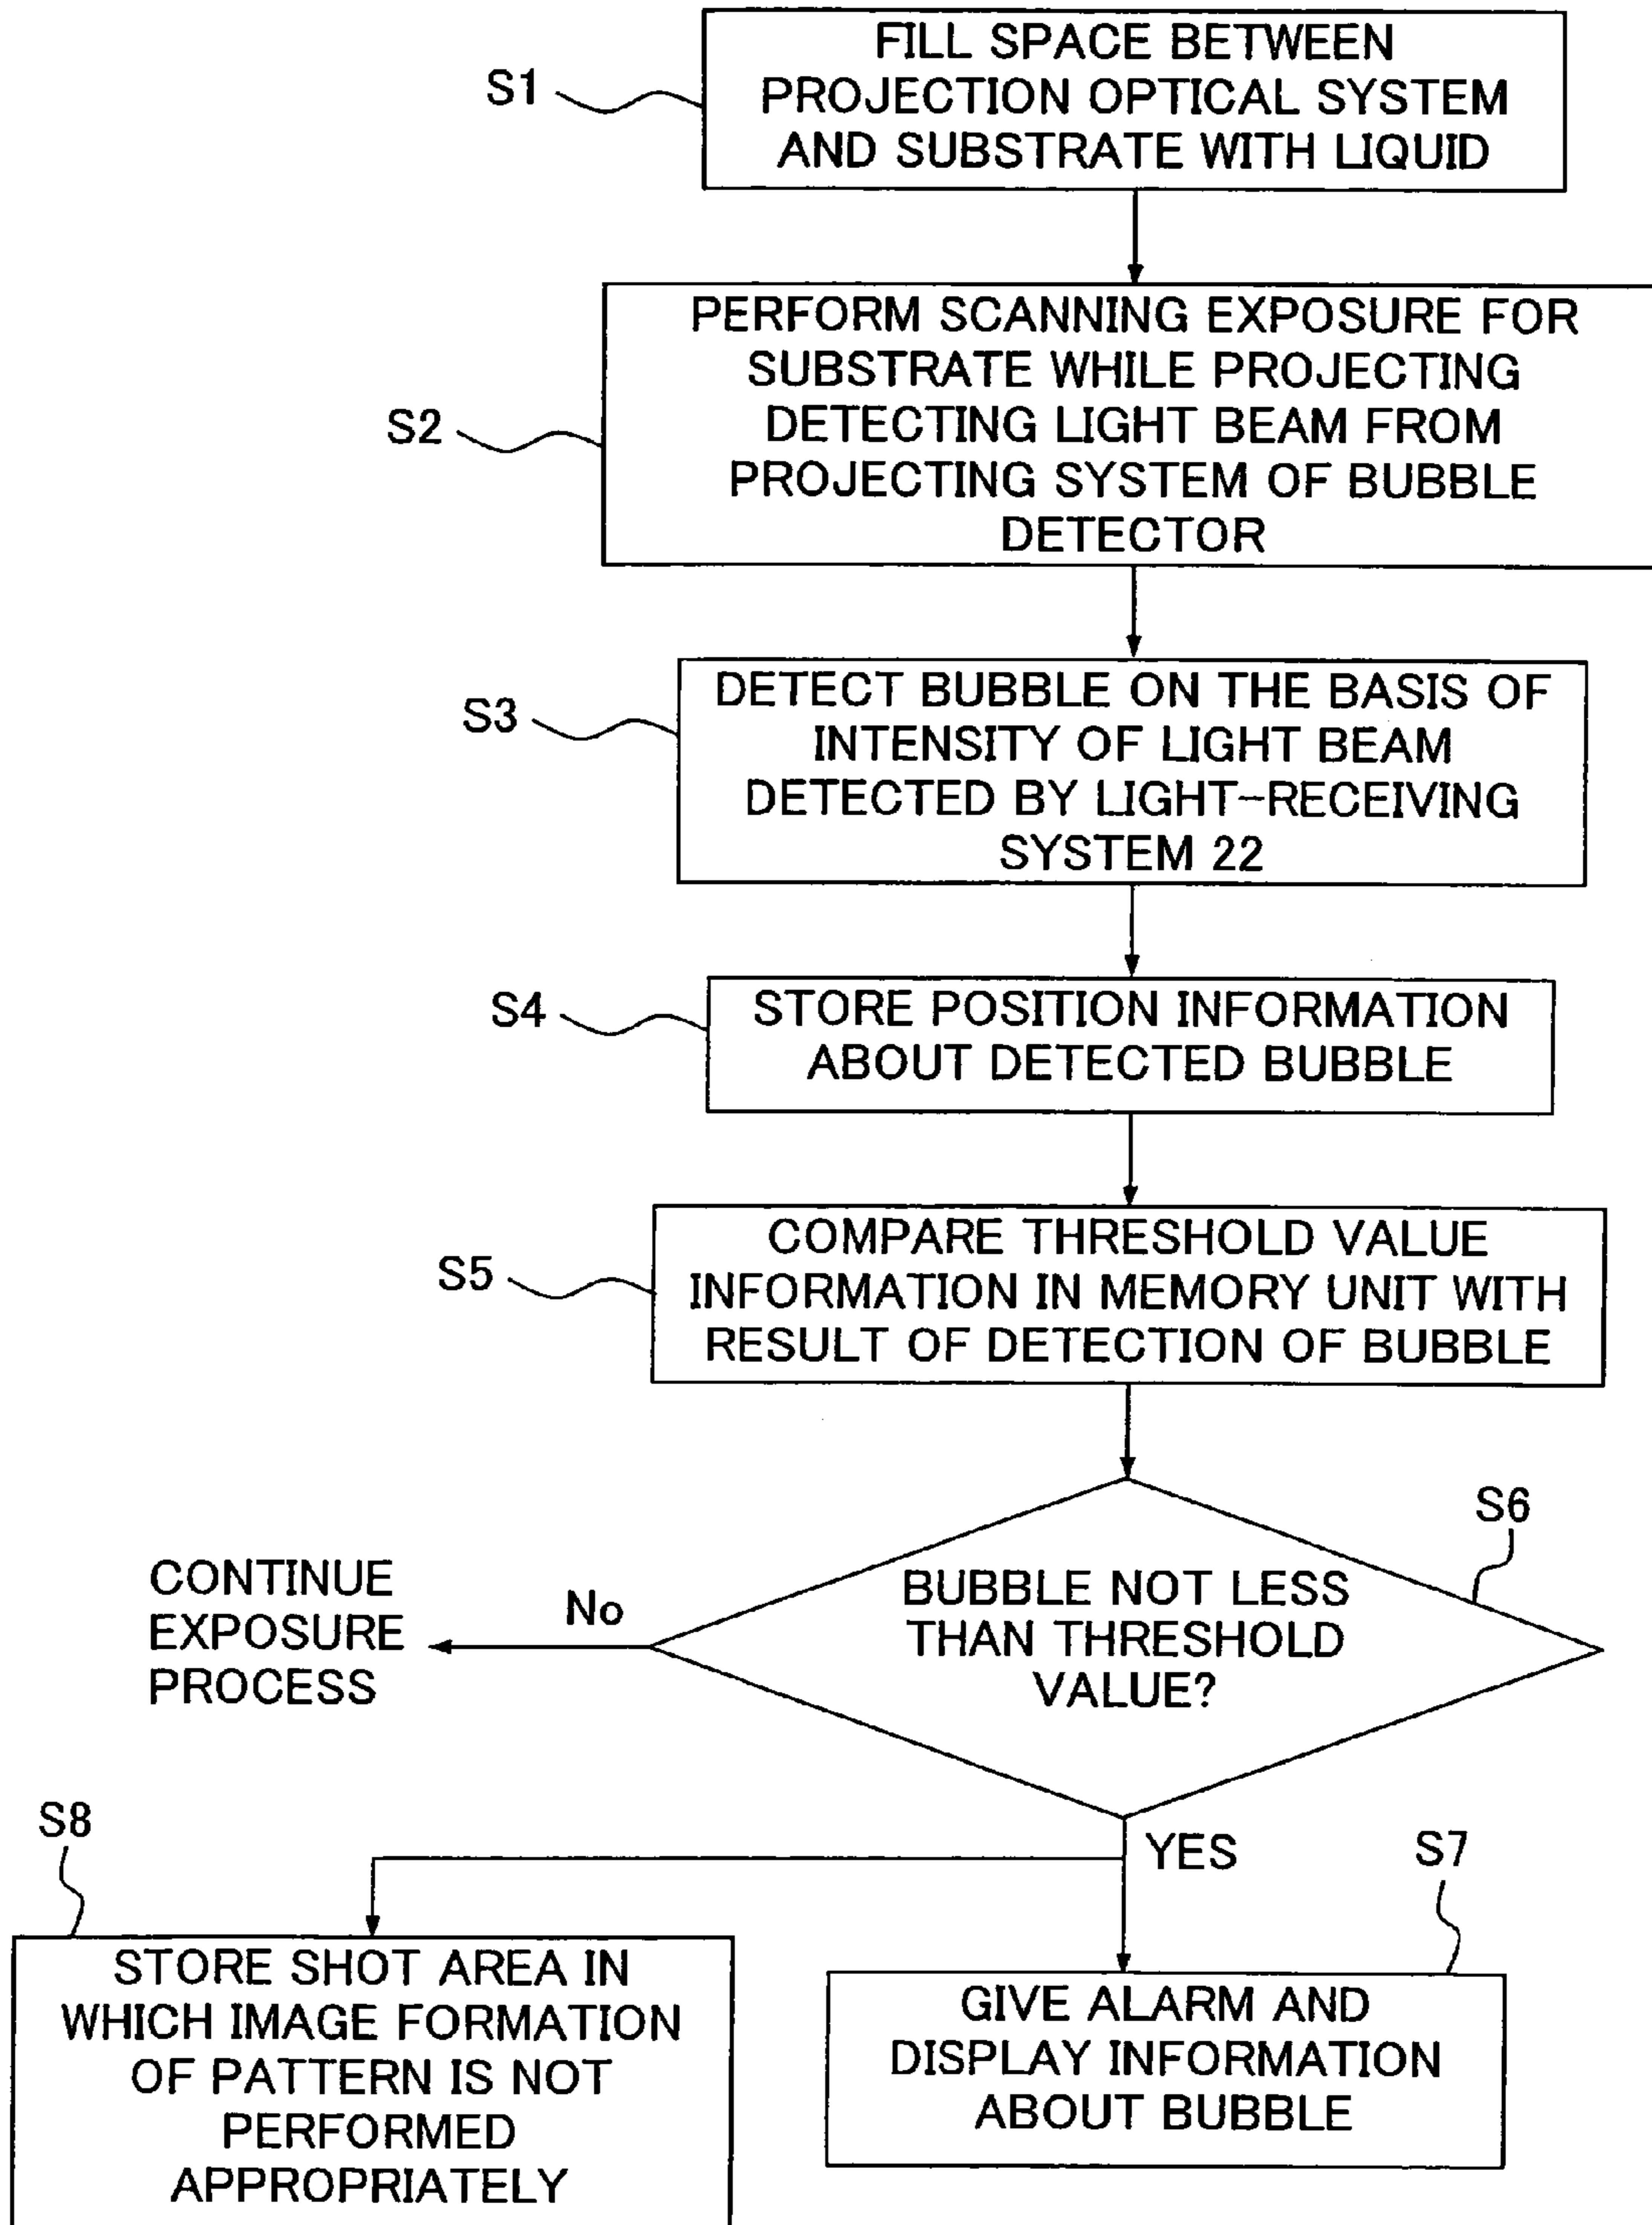 S1
FILL SPACE BETWEEN
PROJECTION OPTICAL SYSTEM
AND SUBSTRATE WITH LIQUID
S2
PERFORM SCANNING EXPOSURE FOR
SUBSTRATE WHILE PROJECTING
DETECTING LIGHT BEAM FROM
PROJECTING SYSTEM OF BUBBLE
DETECTOR
S3
DETECT BUBBLE ON THE BASIS OF
INTENSITY OF LIGHT BEAM
DETECTED BY LIGHT-RECEIVING
SYSTEM 22
S4
STORE POSITION INFORMATION
ABOUT DETECTED BUBBLE
S5
COMPARE THRESHOLD VALUE
INFORMATION IN MEMORY UNIT WITH
RESULT OF DETECTION OF BUBBLE
S6
BUBBLE NOT LESS
THAN THRESHOLD
VALUE?
No
CONTINUE
EXPOSURE
PROCESS
YES
S8
STORE SHOT AREA IN
WHICH IMAGE FORMATION
OF PATTERN IS NOT
PERFORMED
APPROPRIATELY
S7
GIVE ALARM AND
DISPLAY INFORMATION
ABOUT BUBBLE